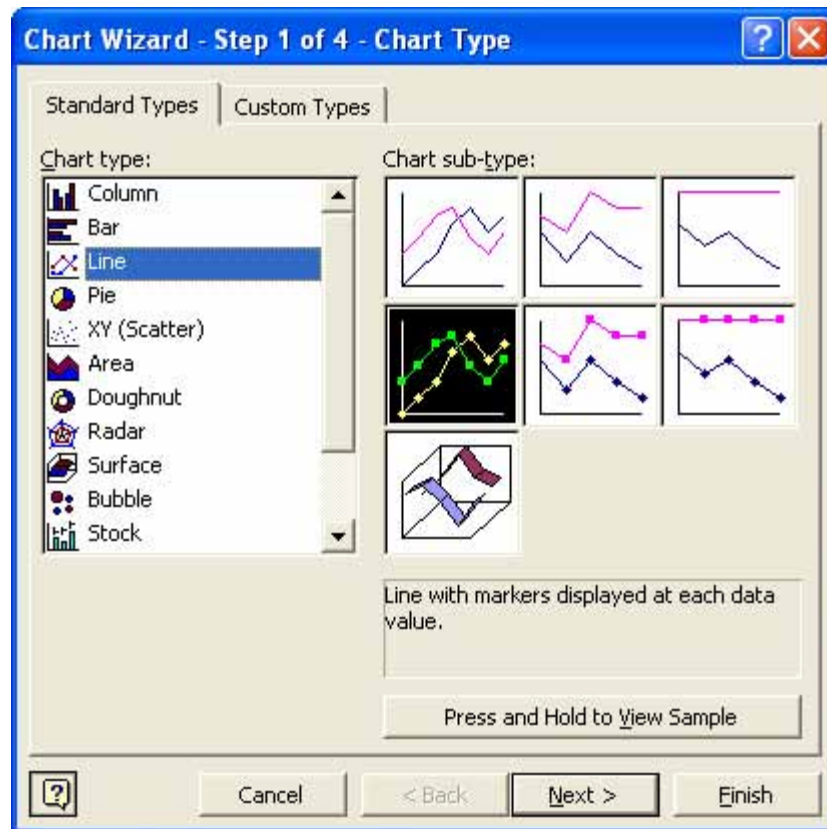 Chart Wizard - Step 1 of 4 - Chart Type
Standard Types
Custom Types
Chart type:
Column
Bar
Line
Pie
XY (Scatter)
Area
Doughnut
Radar
Surface
Bubble
Stock
Chart sub-type:
Line with markers displayed at each data
value.
Press and Hold to View Sample
Cancel
< Back
Next >
Finish